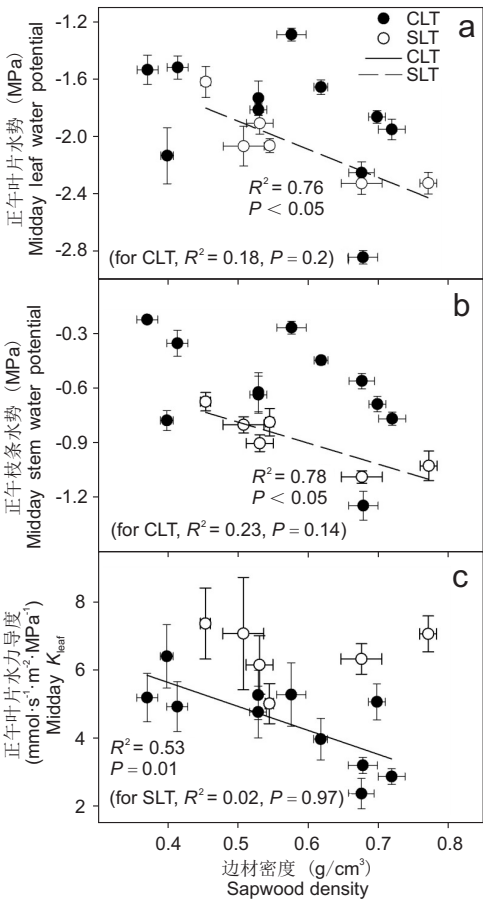 a
CLT
SLT
CLT
SLT
-1.2
-1.6
-2.0
-2.4
-2.8
正午叶片水势 (MPa)
Midday leaf water potential
R² = 0.76
P < 0.05
(for CLT, R² = 0.18, P = 0.2)
b
-0.3
-0.6
-0.9
-1.2
正午枝条水势 (MPa)
Midday stem water potential
R² = 0.78
P < 0.05
(for CLT, R² = 0.23, P = 0.14)
c
8
6
4
2
正午叶片水力导度
(mmol·s⁻¹·m⁻²·MPa⁻¹)
Midday K_leaf
R² = 0.53
P = 0.01
(for SLT, R² = 0.02, P = 0.97)
0.4 0.5 0.6 0.7 0.8
边材密度 (g/cm³)
Sapwood density